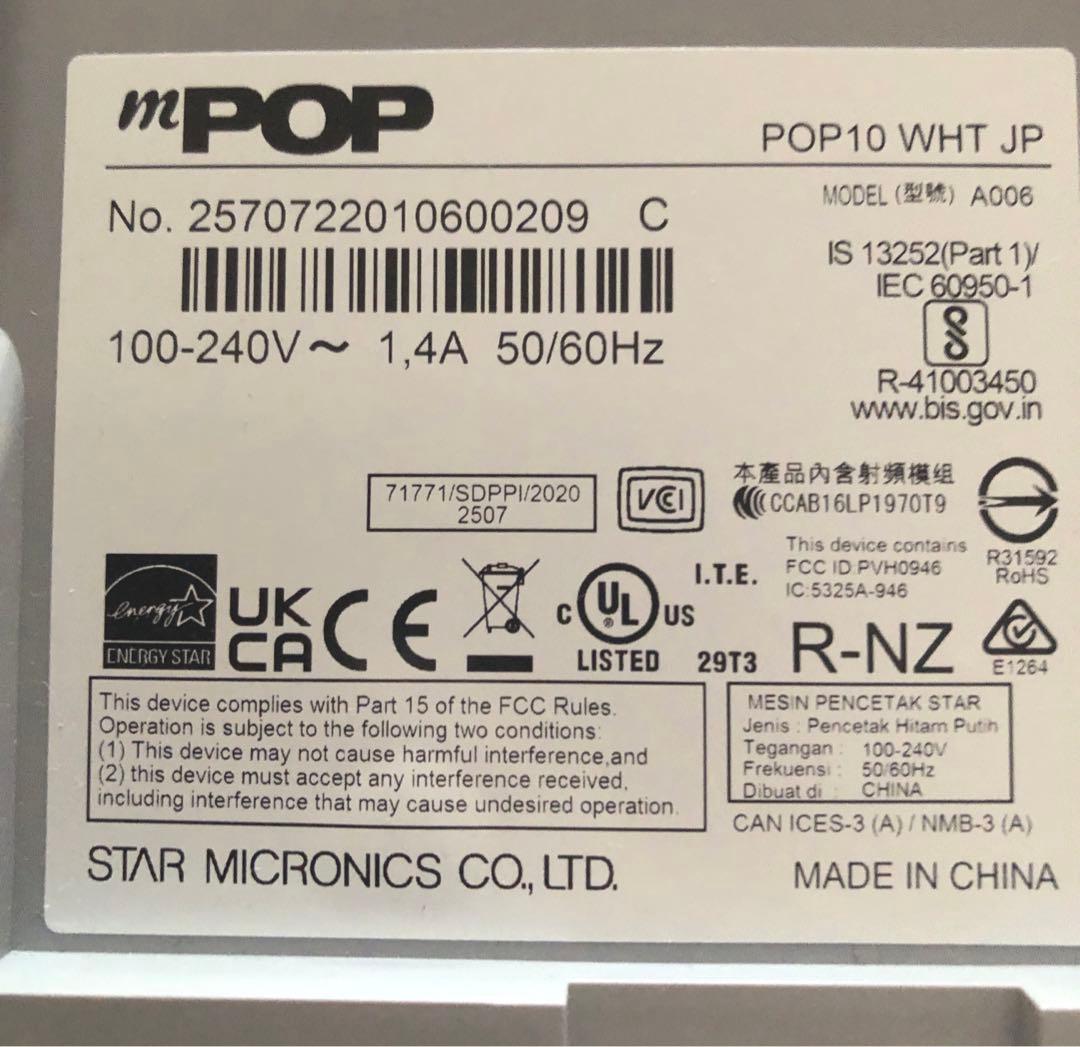 mPOP
POP10 WHT JP
No. 2570722010600209 C
MODEL (型號) A006
100-240V～ 1,4A 50/60Hz
IS 13252(Part 1)/
IEC 60950-1
R-41003450
www.bis.gov.in
71771/SDPPI/2020
2507
VCI
本產品內含射頻模組
CCAB16LP1970T9
R31592
RoHS
This device contains
FCC ID:PVH0946
IC:5325A-946
I.T.E.
energy
ENERGY STAR
UK
CA
CE
C UL US
®
LISTED 29T3
R-NZ
E1264
This device complies with Part 15 of the FCC Rules.
Operation is subject to the following two conditions:
(1) This device may not cause harmful interference,and
(2) this device must accept any interference received,
including interference that may cause undesired operation.
MESIN PENCETAK STAR
Jenis : Pencetak Hitam Putih
Tegangan : 100-240V
Frekuensi : 50/60Hz
Dibuat di : CHINA
CAN ICES-3 (A) / NMB-3 (A)
STAR MICRONICS CO., LTD.
MADE IN CHINA